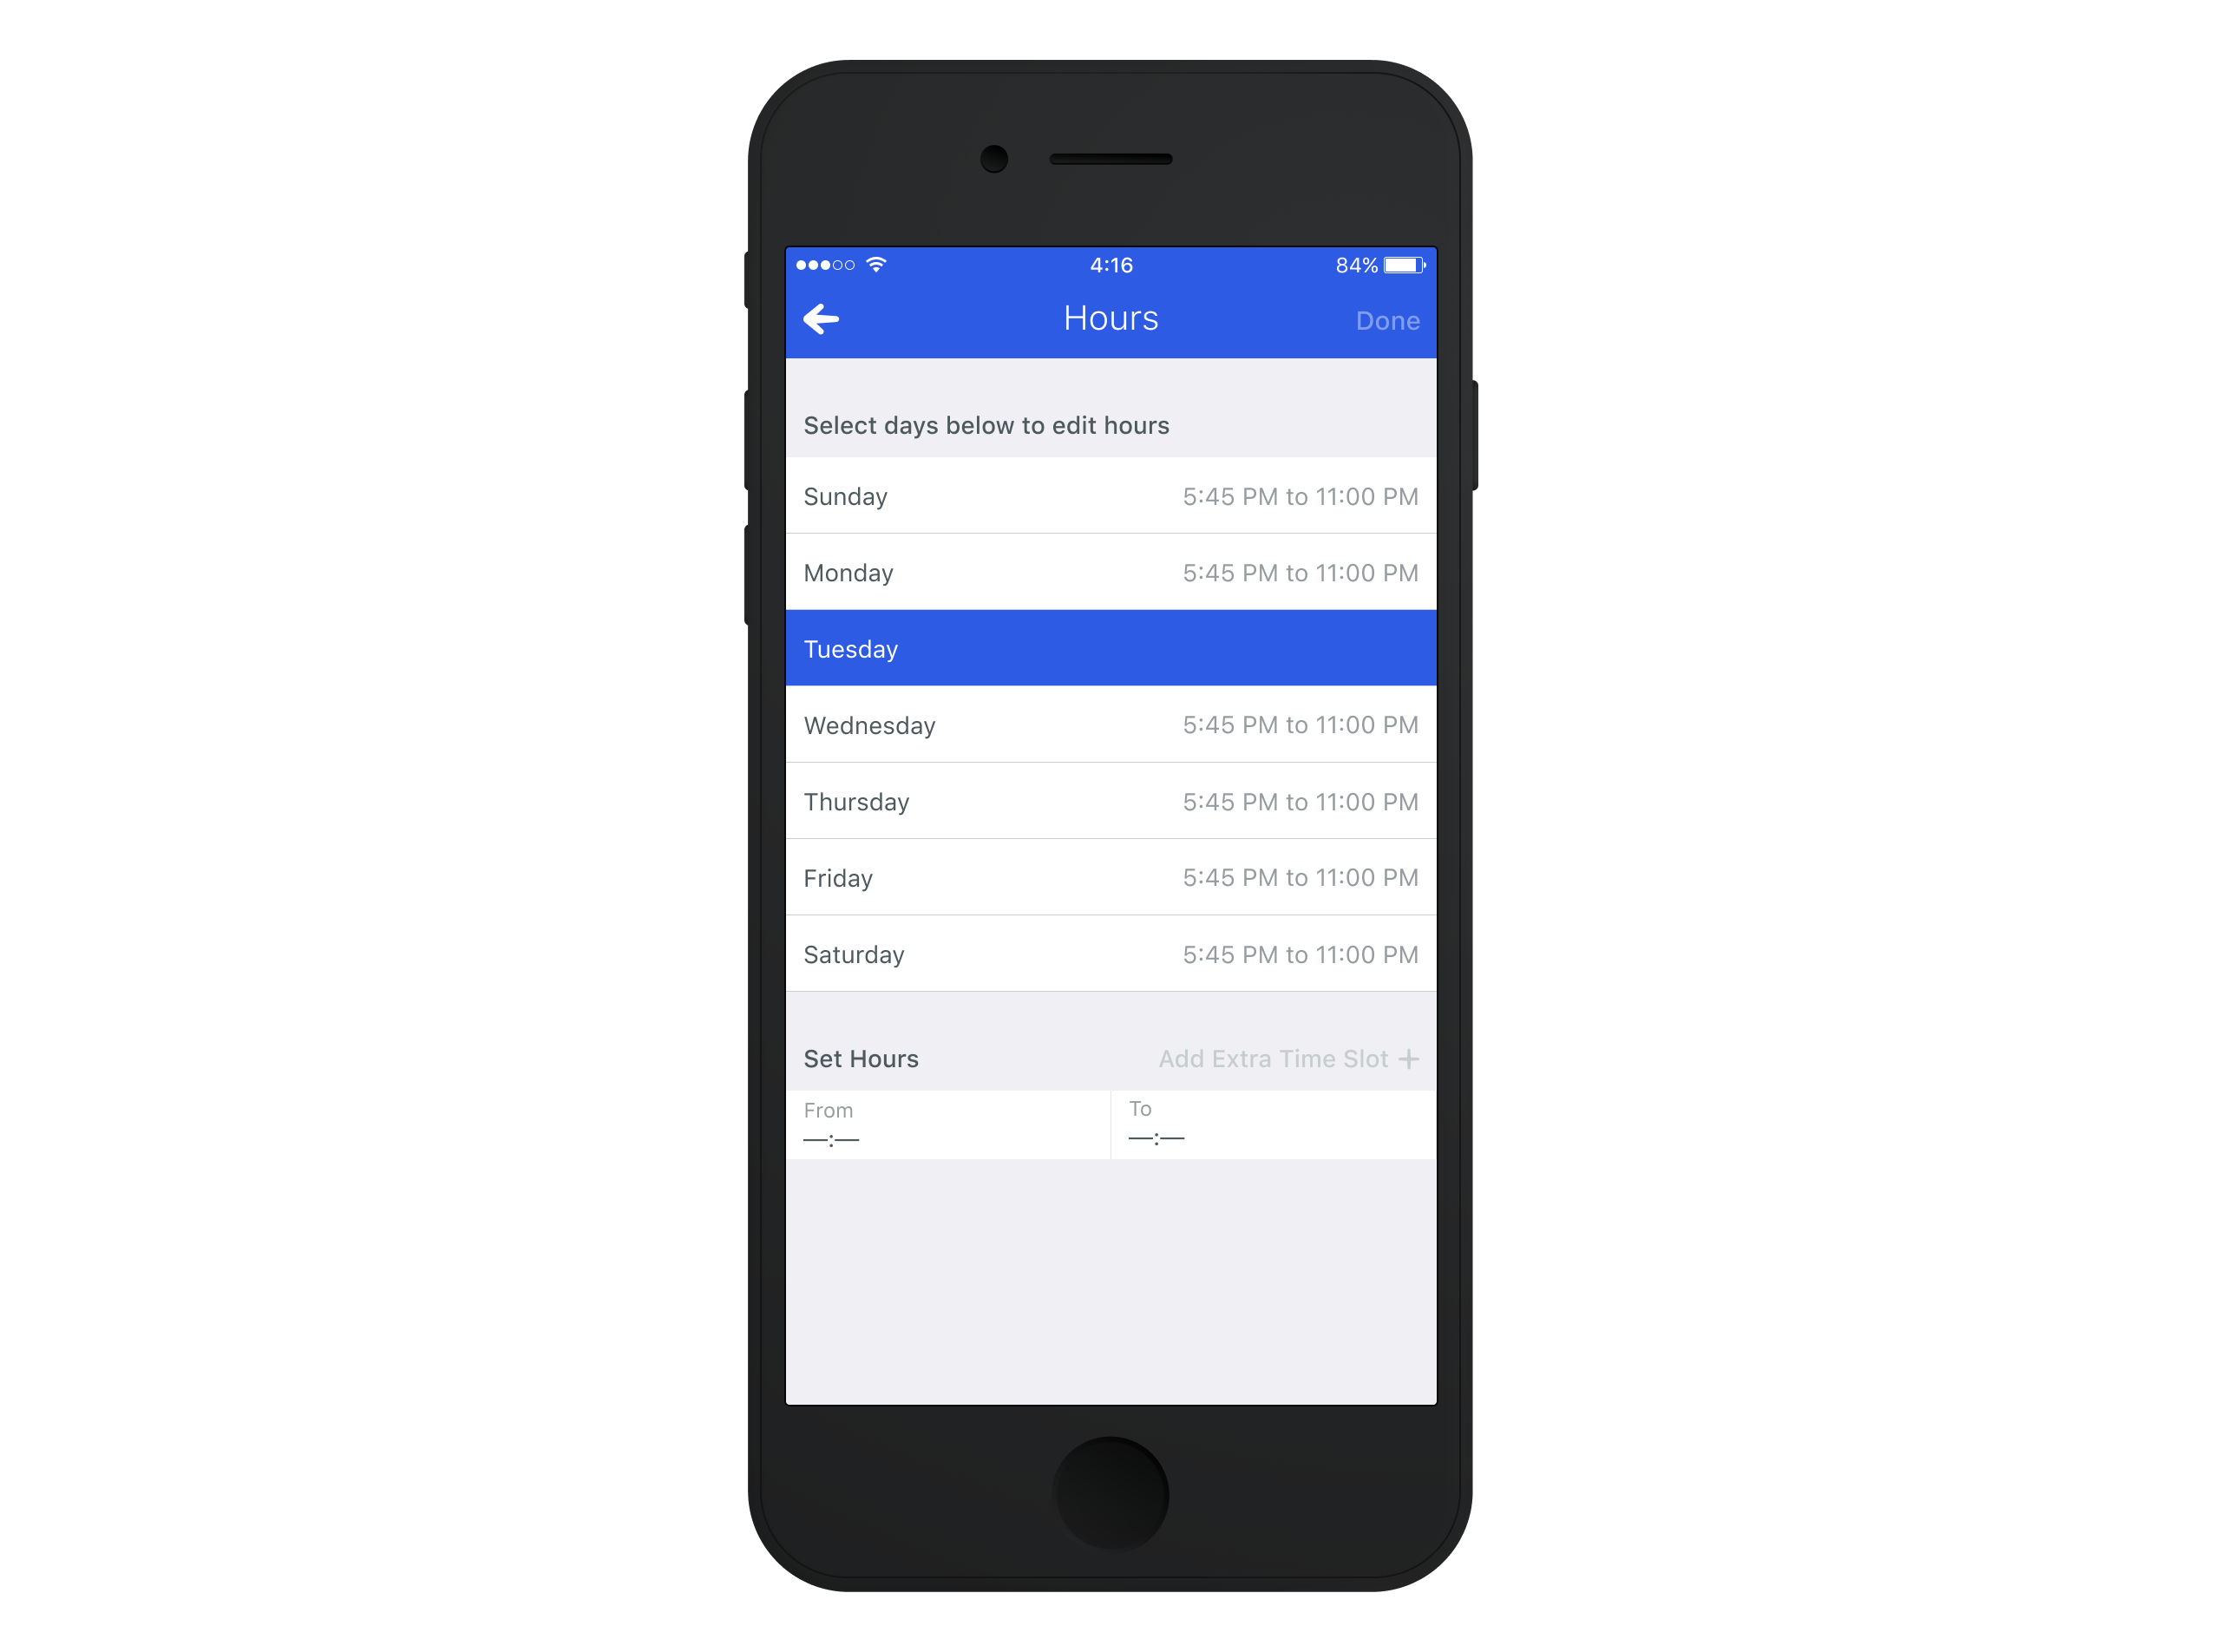 4:16 84%
Hours Done
Select days below to edit hours
Sunday 5:45 PM to 11:00 PM
Monday 5:45 PM to 11:00 PM
Tuesday
Wednesday 5:45 PM to 11:00 PM
Thursday 5:45 PM to 11:00 PM
Friday 5:45 PM to 11:00 PM
Saturday 5:45 PM to 11:00 PM
Set Hours Add Extra Time Slot +
From To
—:— —:—